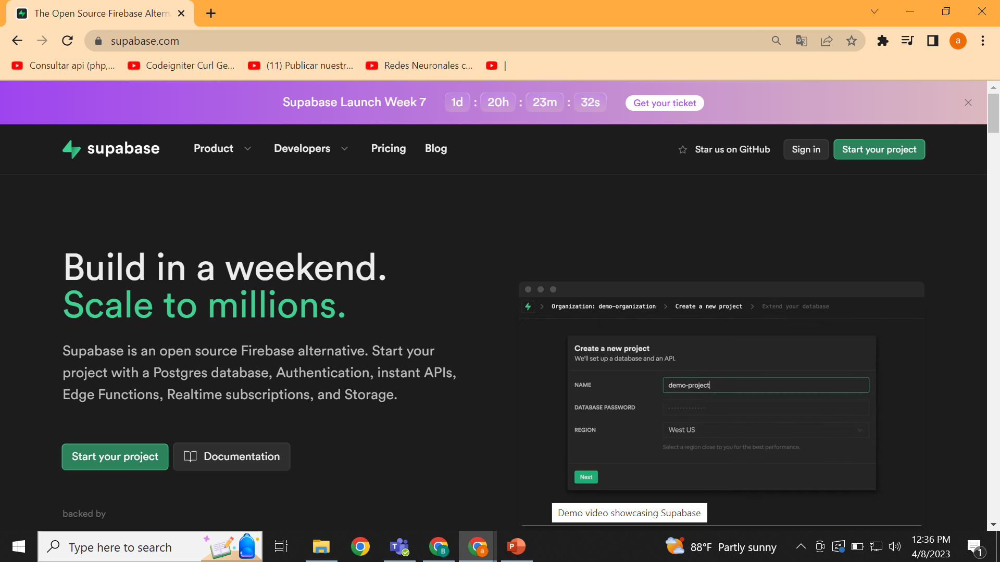 The Open Source Firebase Altern
supabase.com
a
Consultar api (php,...
Codeigniter Curl Ge...
(11) Publicar nuestr...
Redes Neuronales c...
|
Supabase Launch Week 7
1d : 20h : 23m : 32s
Get your ticket
supabase
Product
Developers
Pricing
Blog
Star us on GitHub
Sign in
Start your project
Build in a weekend.
Scale to millions.
Supabase is an open source Firebase alternative. Start your
project with a Postgres database, Authentication, instant APIs,
Edge Functions, Realtime subscriptions, and Storage.
Start your project
Documentation
backed by
Organization: demo-organization
Create a new project
Extend your database
Create a new project
We'll set up a database and an API.
NAME
demo-project
DATABASE PASSWORD
.............
REGION
West US
Select a region close to you for the best performance.
Next
Demo video showcasing Supabase
Type here to search
T
B
a
P
88°F Partly sunny
12:36 PM
4/8/2023
1